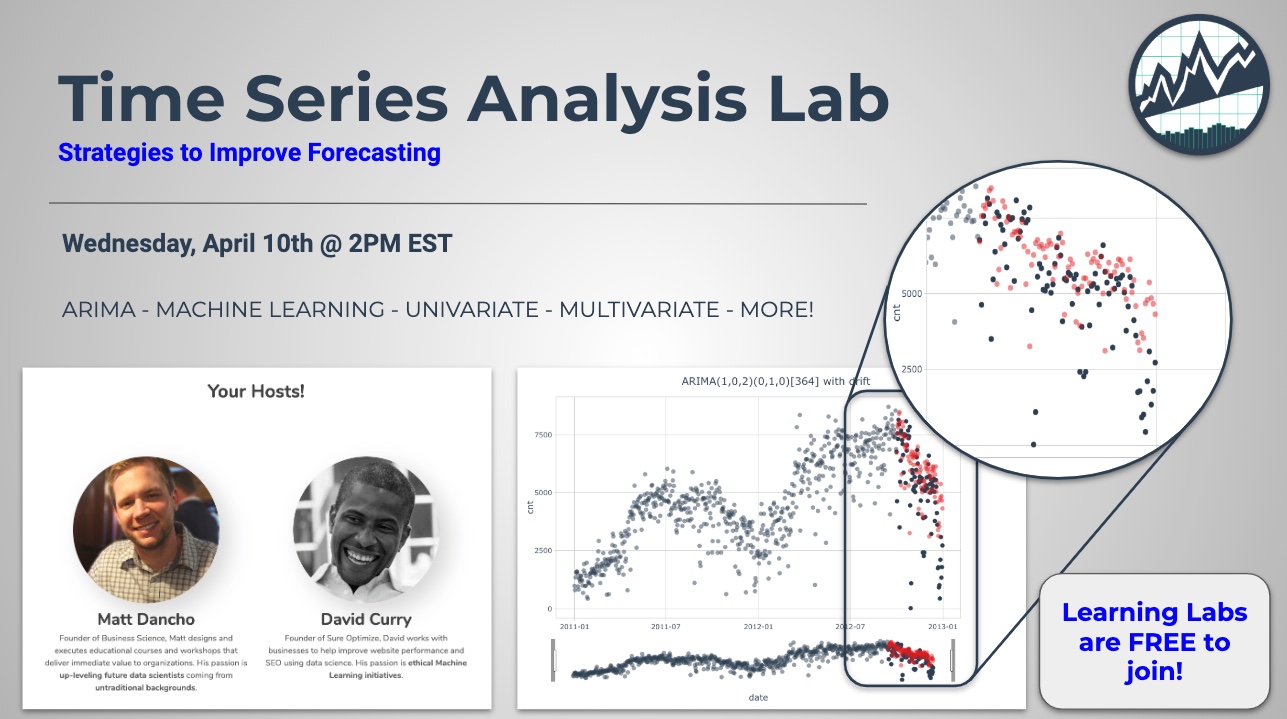 Time Series Analysis Lab
Strategies to Improve Forecasting
Wednesday, April 10th @ 2PM EST
ARIMA - MACHINE LEARNING - UNIVARIATE - MULTIVARIATE - MORE!
5000
cnt
2500
Your Hosts!
Matt Dancho
Founder of Business Science, Matt designs and
executes educational courses and workshops that
deliver immediate value to organizations. His passion is
up-leveling future data scientists coming from
untraditional backgrounds.
David Curry
Founder of Sure Optimize, David works with
businesses to help improve website performance and
SEO using data science. His passion is ethical Machine
Learning initiatives.
ARIMA(1,0,2)(0,1,0)[364] with drift
7500
5000
cnt
2500
0
2011-01 2011-07 2012-01 2012-07 2013-01
date
Learning Labs
are FREE to
join!